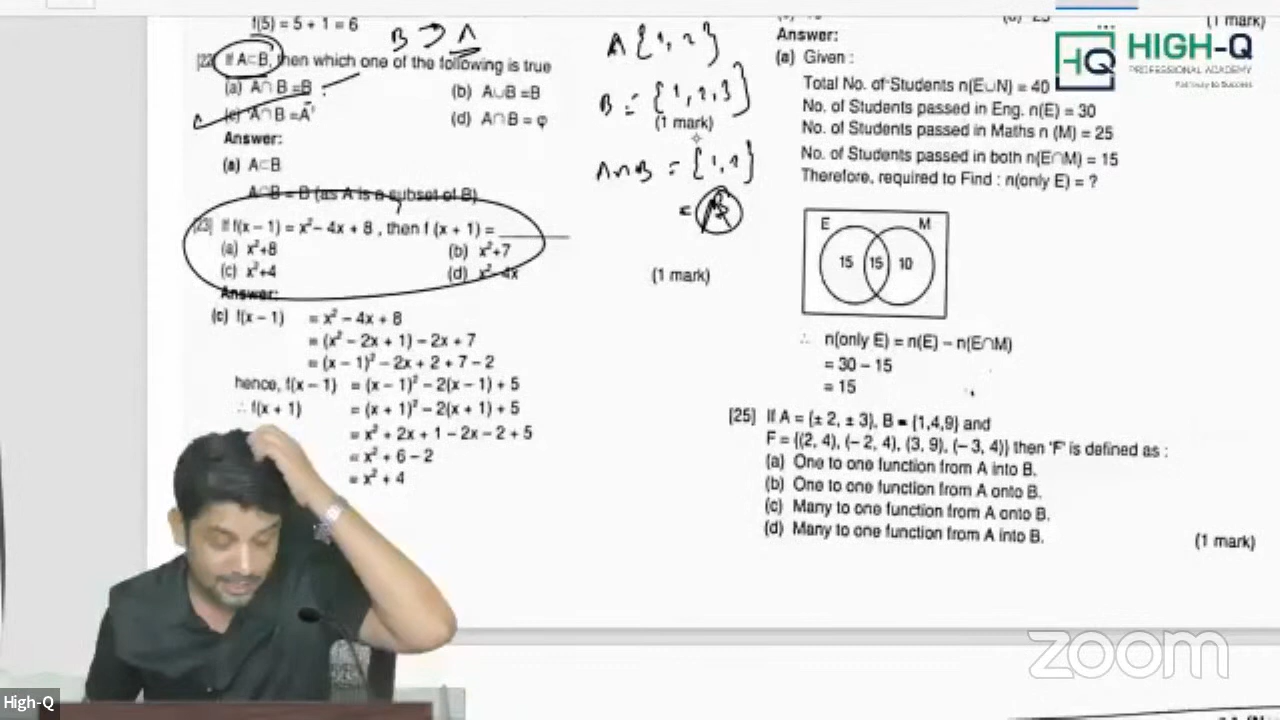 f(5) = 5 + 1 = 6
B → A
[22] If A⊂B, then which one of the following is true
(a) A∩B =B
(b) A∪B =B
(c) A∩B =A
(d) A∩B = φ
(1 mark)
Answer:
(a) A⊂B
A∩B = B (as A is a subset of B)
[23] If f(x − 1) = x² − 4x + 8 , then f (x + 1) = ________
(a) x²+8
(b) x²+7
(c) x²+4
(d) x² 4x
(1 mark)
Answer:
(c) f(x − 1) = x² − 4x + 8
= (x² − 2x + 1) − 2x + 7
= (x − 1)² − 2x + 2 + 7 − 2
hence, f(x − 1) = (x − 1)² − 2(x − 1) + 5
∴ f(x + 1) = (x + 1)² − 2(x + 1) + 5
= x² + 2x + 1 − 2x − 2 + 5
= x² + 6 − 2
= x² + 4
A {1, 2}
B = {1, 2, 3}
A∩B =
(1 mark)
Answer:
(a) Given :
Total No. of Students n(E∪N) = 40
No. of Students passed in Eng. n(E) = 30
No. of Students passed in Maths n (M) = 25
No. of Students passed in both n(E∩M) = 15
Therefore, required to Find : n(only E) = ?
E M
15 15 10
∴ n(only E) = n(E) − n(E∩M)
= 30 − 15
= 15
[25] If A = {± 2, ± 3}, B = {1,4,9} and
F = {(2, 4), (− 2, 4), (3, 9), (− 3, 4)} then 'F' is defined as :
(a) One to one function from A into B.
(b) One to one function from A onto B.
(c) Many to one function from A onto B.
(d) Many to one function from A into B.
(1 mark)
HQ
HIGH-Q
PROFESSIONAL ACADEMY
Pathway to Success
zoom
High-Q